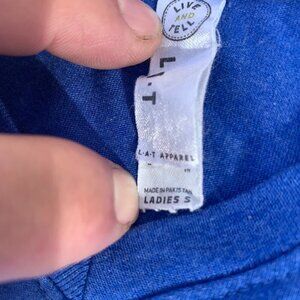 LIVE
AND
TELL
L·A·T
L·A·T APPAREL
MADE IN PAKISTAN
LADIES S